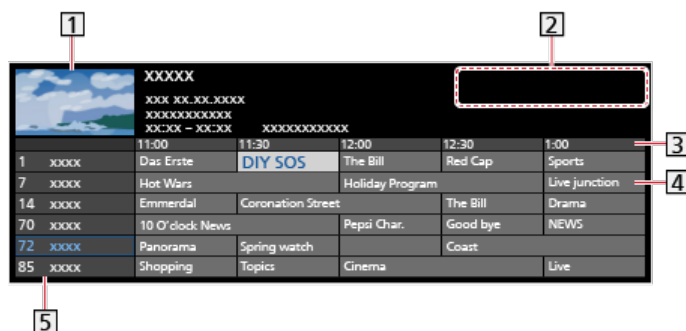 1
2
XXXXX
xxx xx.xx.xxxx
xxxxxxxxxxx
xx:xx – xx:xx xxxxxxxxxxx
11:00 11:30 12:00 12:30 1:00
3
1 xxxx Das Erste DIY SOS The Bill Red Cap Sports
7 xxxx Hot Wars Holiday Program Live junction
4
14 xxxx Emmerdal Coronation Street The Bill Drama
70 xxxx 10 O'clock News Pepsi Char. Good bye NEWS
72 xxxx Panorama Spring watch Coast
85 xxxx Shopping Topics Cinema Live
5